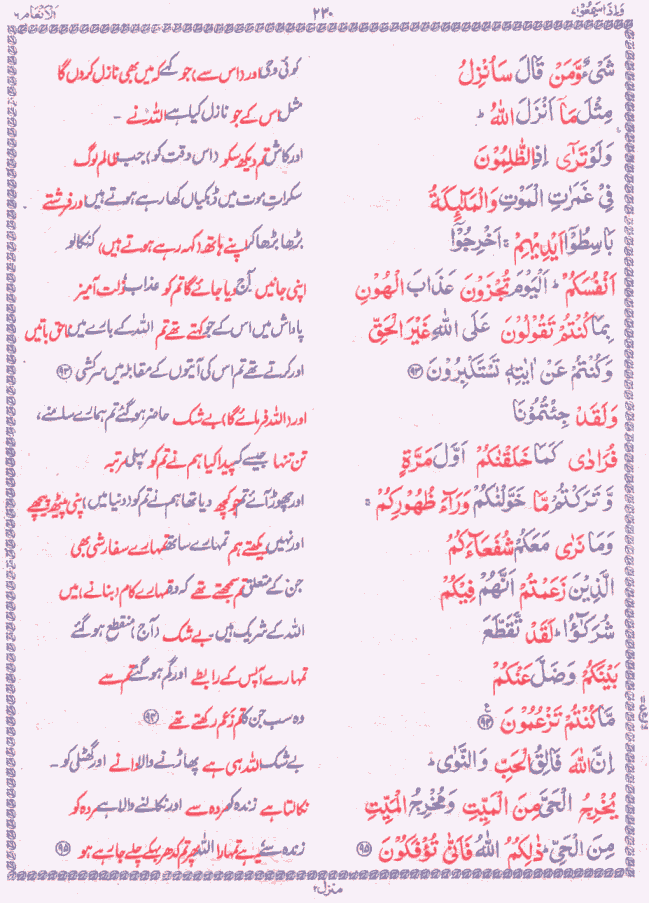 وَاِذَا سَمِعُوۡا۷ ۲۳۰ اَلۡاَنۡعَام۶
شَىۡءٌ وَّمَنۡ قَالَ سَاُنۡزِلُ کوئی وحی اور (اس سے) جو کہے کہ میں بھی نازل کروں گا
مِثۡلَ مَاۤ اَنۡزَلَ اللّٰهُ ؕ مثل اس کے جو نازل کیا ہے اللہ نے ۔
وَلَوۡ تَرٰٓى اِذِ الظّٰلِمُوۡنَ اور کاش تم دیکھ سکو (اس وقت کو) جب ظالم لوگ
فِىۡ غَمَرٰتِ الۡمَوۡتِ وَالۡمَلٰٓٮِٕكَةُ سکراتِ موت میں ڈبکیاں کھا رہے ہوتے ہیں اور فرشتے
بَاسِطُوۡۤا اَيۡدِيۡهِمۡ ۚ اَخۡرِجُوۡۤا بڑھا بڑھا کر اپنے ہاتھ (کہہ رہے ہوتے ہیں) کہ نکالو
اَنۡفُسَكُمُ ؕ اَلۡيَوۡمَ تُجۡزَوۡنَ عَذَابَ الۡهُوۡنِ اپنی جانیں ۔ آج دیا جائے گا تم کو عذاب ذلت آمیز
بِمَا كُنۡتُمۡ تَقُوۡلُوۡنَ عَلَى اللّٰهِ غَيۡرَ الۡحَـقِّ پاداش میں اس کے جو کہتے تھے تم اللہ کے بارے میں ناحق باتیں
وَكُنۡتُمۡ عَنۡ اٰيٰتِهٖ تَسۡتَكۡبِرُوۡنَ ﴿۹۳﴾ اور کرتے تھے تم اس کی آیتوں کے مقابلہ میں سرکشی ﴿۹۳﴾
وَلَقَدۡ جِئۡتُمُوۡنَا اور (اللہ فرمائے گا) بے شک حاضر ہو گئے تم ہمارے سامنے،
فُرَادٰى كَمَا خَلَقۡنٰكُمۡ اَوَّلَ مَرَّةٍ تن تنہا جیسے کہ پیدا کیا ہم نے تم کو پہلی مرتبہ
وَّتَرَكۡتُمۡ مَّا خَوَّلۡنٰكُمۡ وَرَآءَ ظُهُوۡرِكُمۡ ۚ اور چھوڑ آئے تم جو کچھ دیا تھا ہم نے تم کو (دنیا میں) اپنی پیٹھ پیچھے
وَمَا نَرٰى مَعَكُمۡ شُفَعَآءَكُمُ اور نہیں دیکھتے ہم تمہارے ساتھ تمہارے سفارشی بھی
الَّذِيۡنَ زَعَمۡتُمۡ اَنَّهُمۡ فِيۡكُمۡ جن کے متعلق تم سمجھتے تھے کہ وہ تمہارے کام (بنانے) میں
شُرَكٰٓؤُا ؕ لَقَدۡ تَّقَطَّعَ اللہ کے شریک ہیں ۔ بے شک (آج) منقطع ہو گئے
بَيۡنَكُمۡ وَضَلَّ عَنۡكُمۡ تمہارے آپس کے رابطے اور گم ہو گئے تم سے
مَّا كُنۡتُمۡ تَزۡعُمُوۡنَ ﴿۹۴﴾ وہ سب جن کا تم زعم رکھتے تھے ﴿۹۴﴾
اِنَّ اللّٰهَ فَالِقُ الۡحَبِّ وَالنَّوٰى ؕ بے شک اللہ ہی ہے پھاڑنے والا دانے اور گٹھلی کو ۔
يُخۡرِجُ الۡحَىَّ مِنَ الۡمَيِّتِ وَمُخۡرِجُ الۡمَيِّتِ نکالتا ہے زندہ کو مردہ سے اور نکالنے والا ہے مردہ کو
مِنَ الۡحَىِّ ؕ ذٰلِكُمُ اللّٰهُ فَاَنّٰى تُؤۡفَكُوۡنَ ﴿۹۵﴾ زندہ سے یہ ہے تمہارا اللہ پھر تم کدھر بہکے چلے جا رہے ہو ﴿۹۵﴾
منزل۲